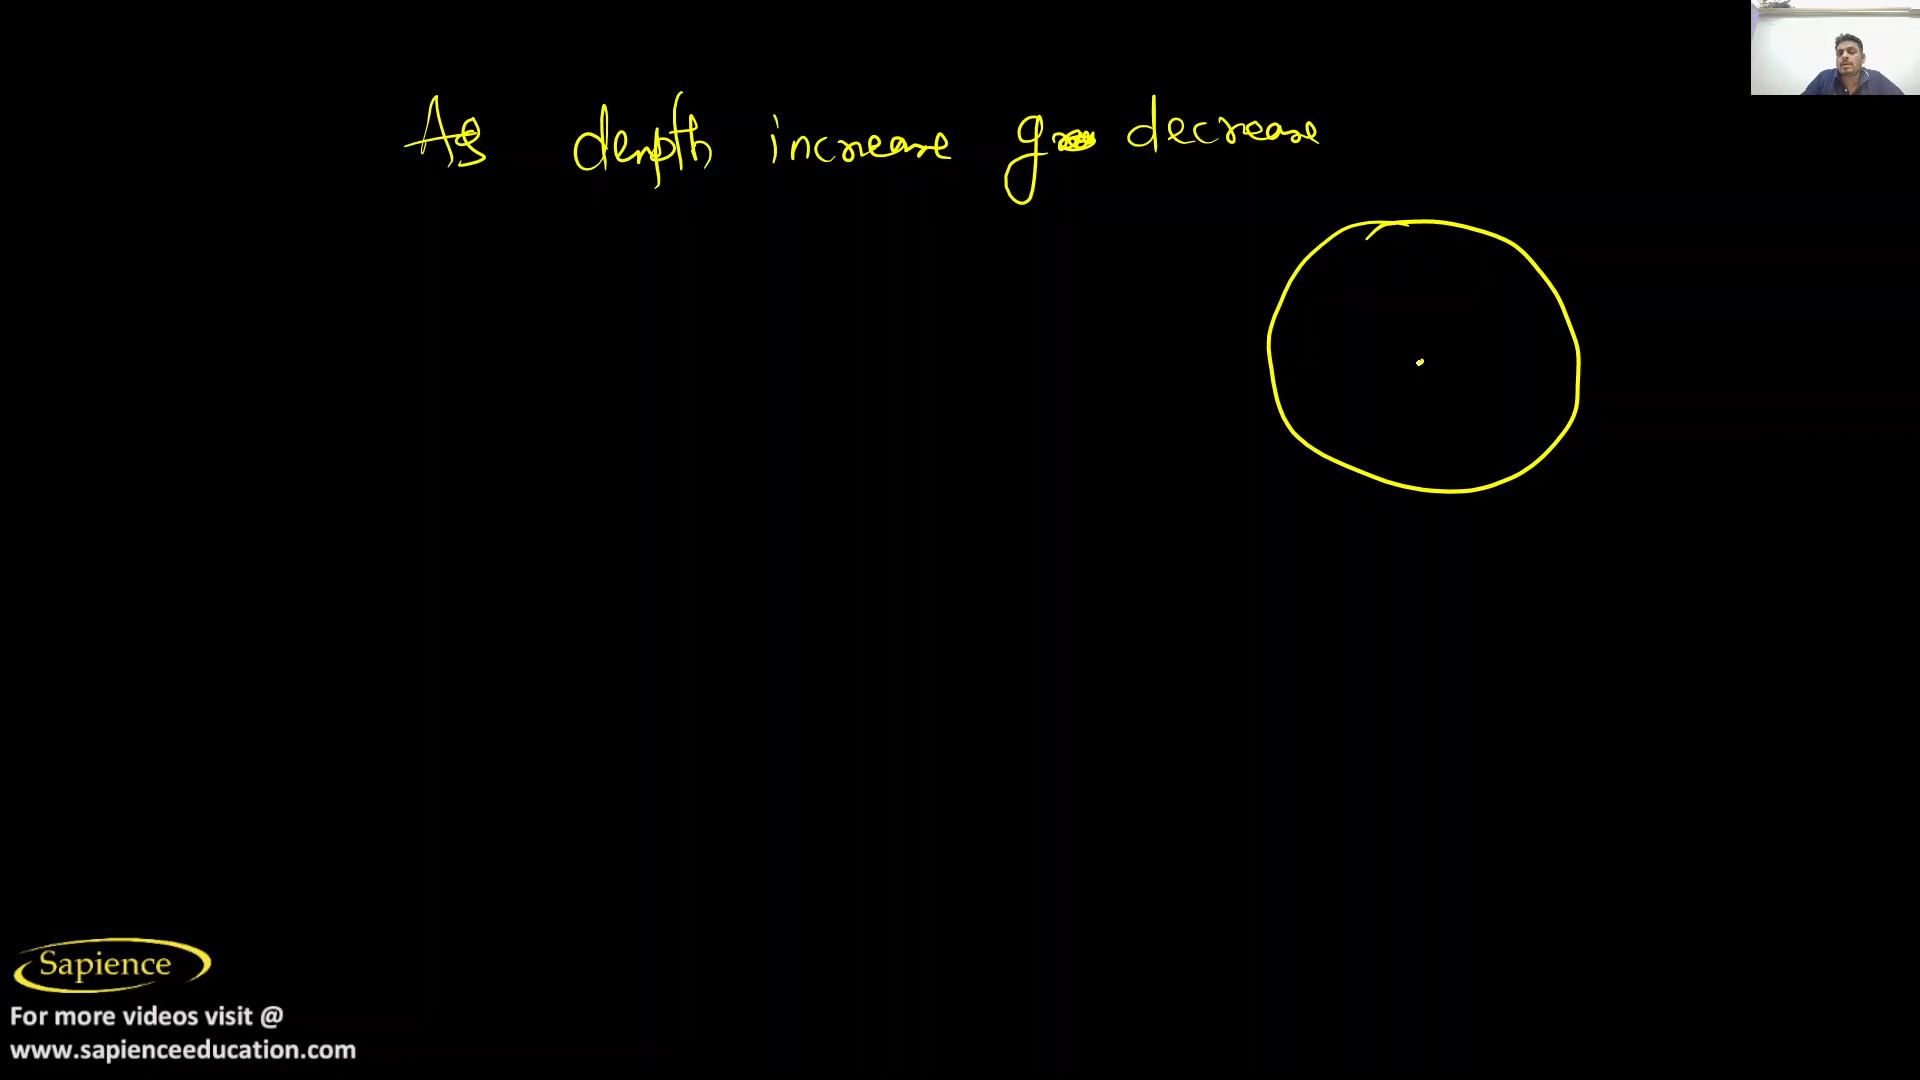 As depth increase g decrease
Sapience
For more videos visit @
www.sapienceeducation.com